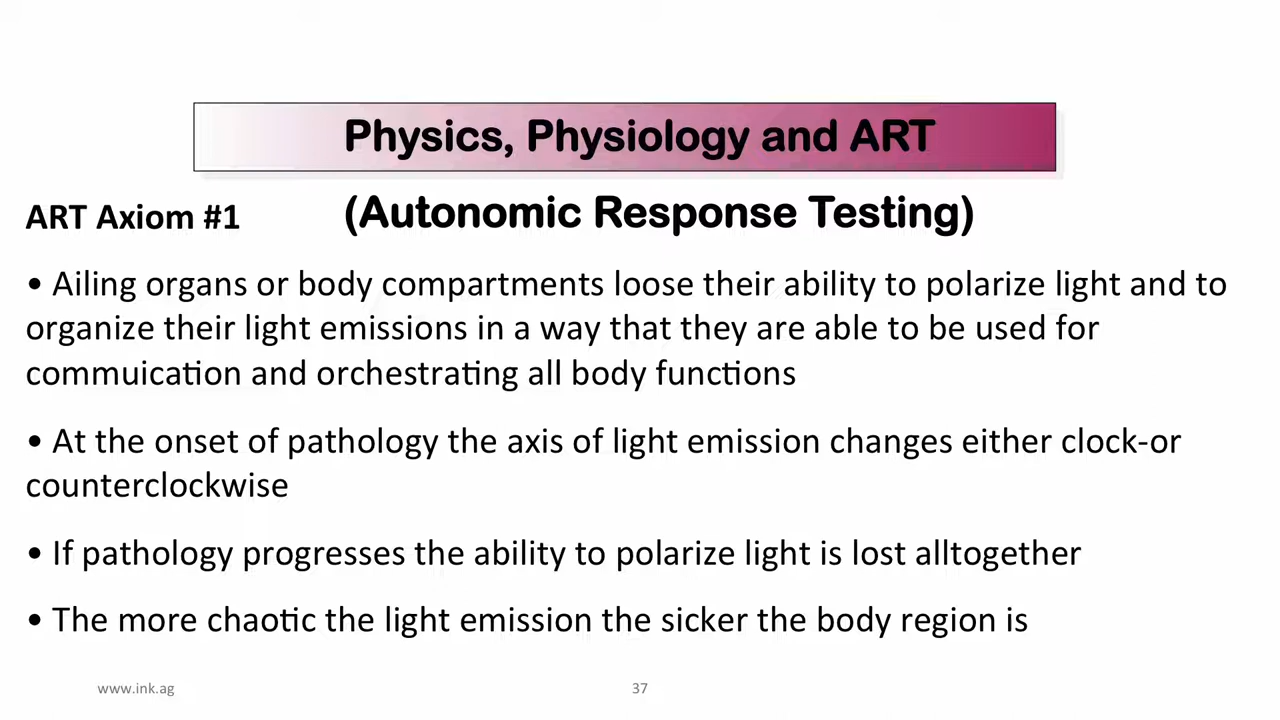 Physics, Physiology and ART
ART Axiom #1
(Autonomic Response Testing)
• Ailing organs or body compartments loose their ability to polarize light and to
organize their light emissions in a way that they are able to be used for
commuication and orchestrating all body functions
• At the onset of pathology the axis of light emission changes either clock-or
counterclockwise
• If pathology progresses the ability to polarize light is lost alltogether
• The more chaotic the light emission the sicker the body region is
www.ink.ag
37